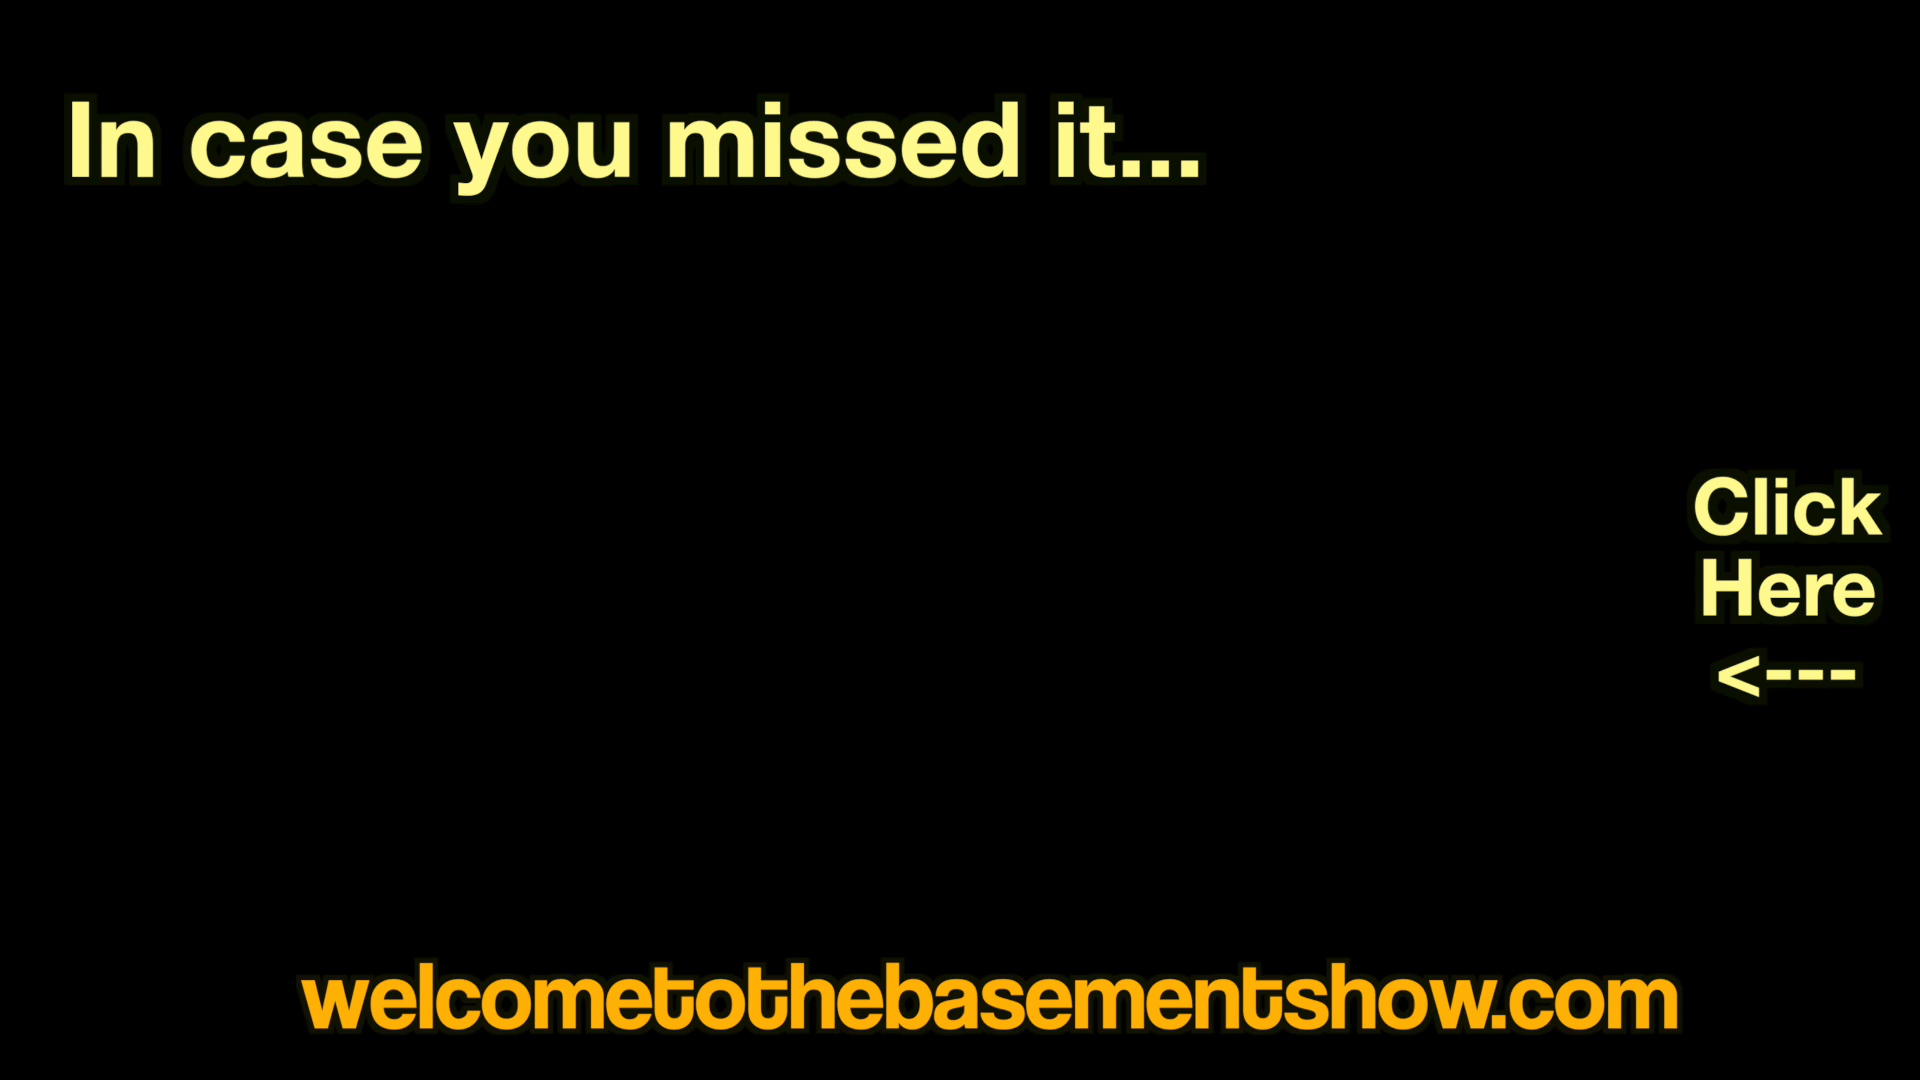 In case you missed it...
Click
Here
<---
welcometothebasementshow.com